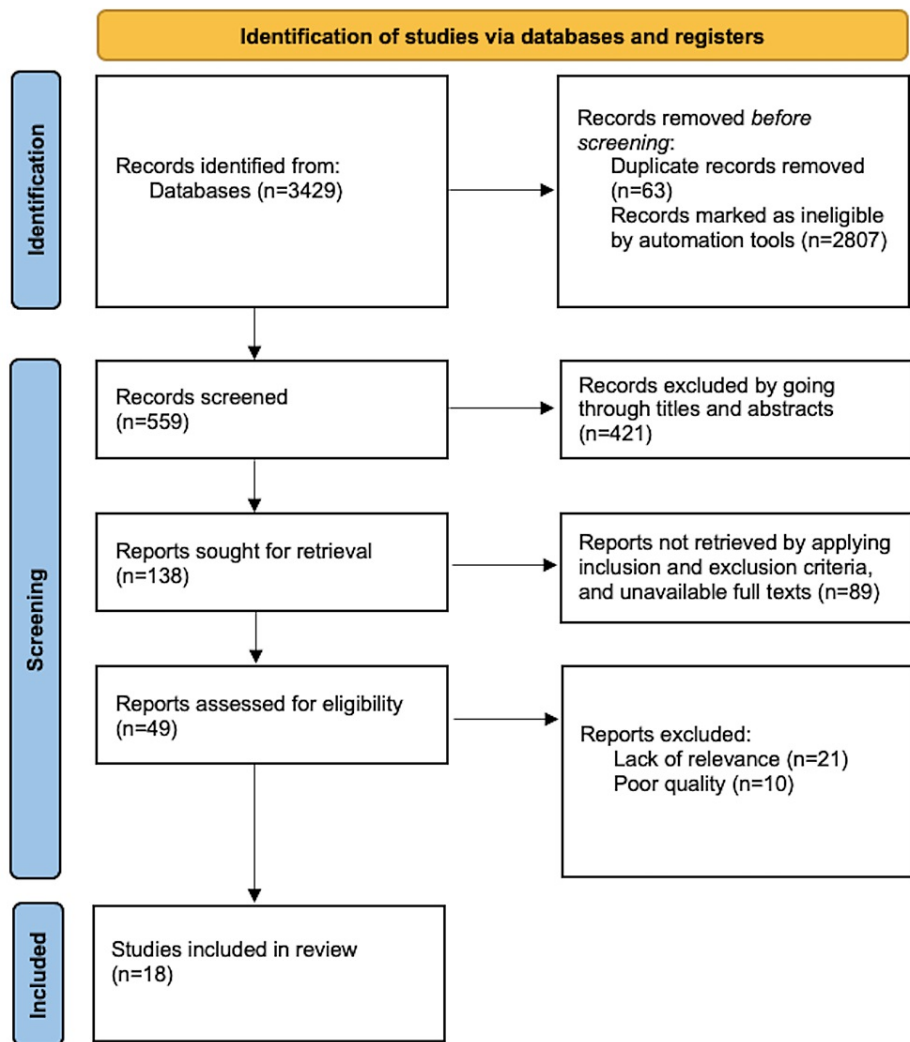 Identification of studies via databases and registers
Identification
Records identified from:
Databases (n=3429)
Records removed before
screening:
Duplicate records removed
(n=63)
Records marked as ineligible
by automation tools (n=2807)
Screening
Records screened
(n=559)
Records excluded by going
through titles and abstracts
(n=421)
Reports sought for retrieval
(n=138)
Reports not retrieved by applying
inclusion and exclusion criteria,
and unavailable full texts (n=89)
Reports assessed for eligibility
(n=49)
Reports excluded:
Lack of relevance (n=21)
Poor quality (n=10)
Included
Studies included in review
(n=18)